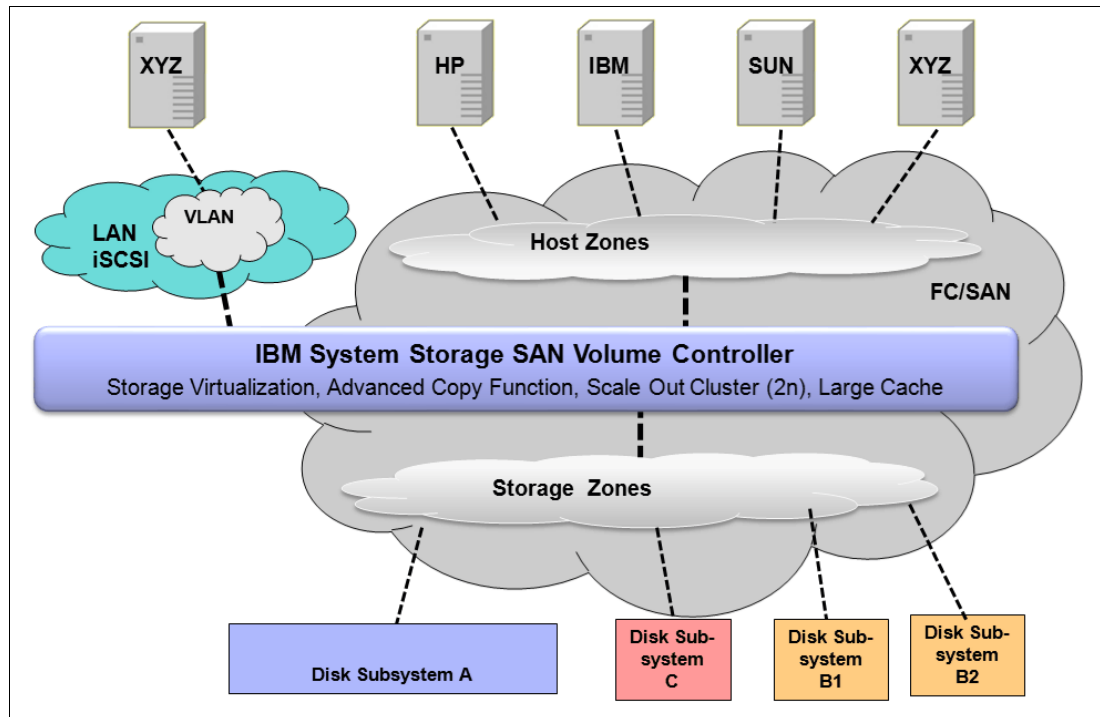 XYZ
HP
IBM
SUN
XYZ
VLAN
LAN
iSCSI
Host Zones
FC/SAN
IBM System Storage SAN Volume Controller
Storage Virtualization, Advanced Copy Function, Scale Out Cluster (2n), Large Cache
Storage Zones
Disk Subsystem A
Disk Sub-
system
C
Disk Sub-
system
B1
Disk Sub-
system
B2